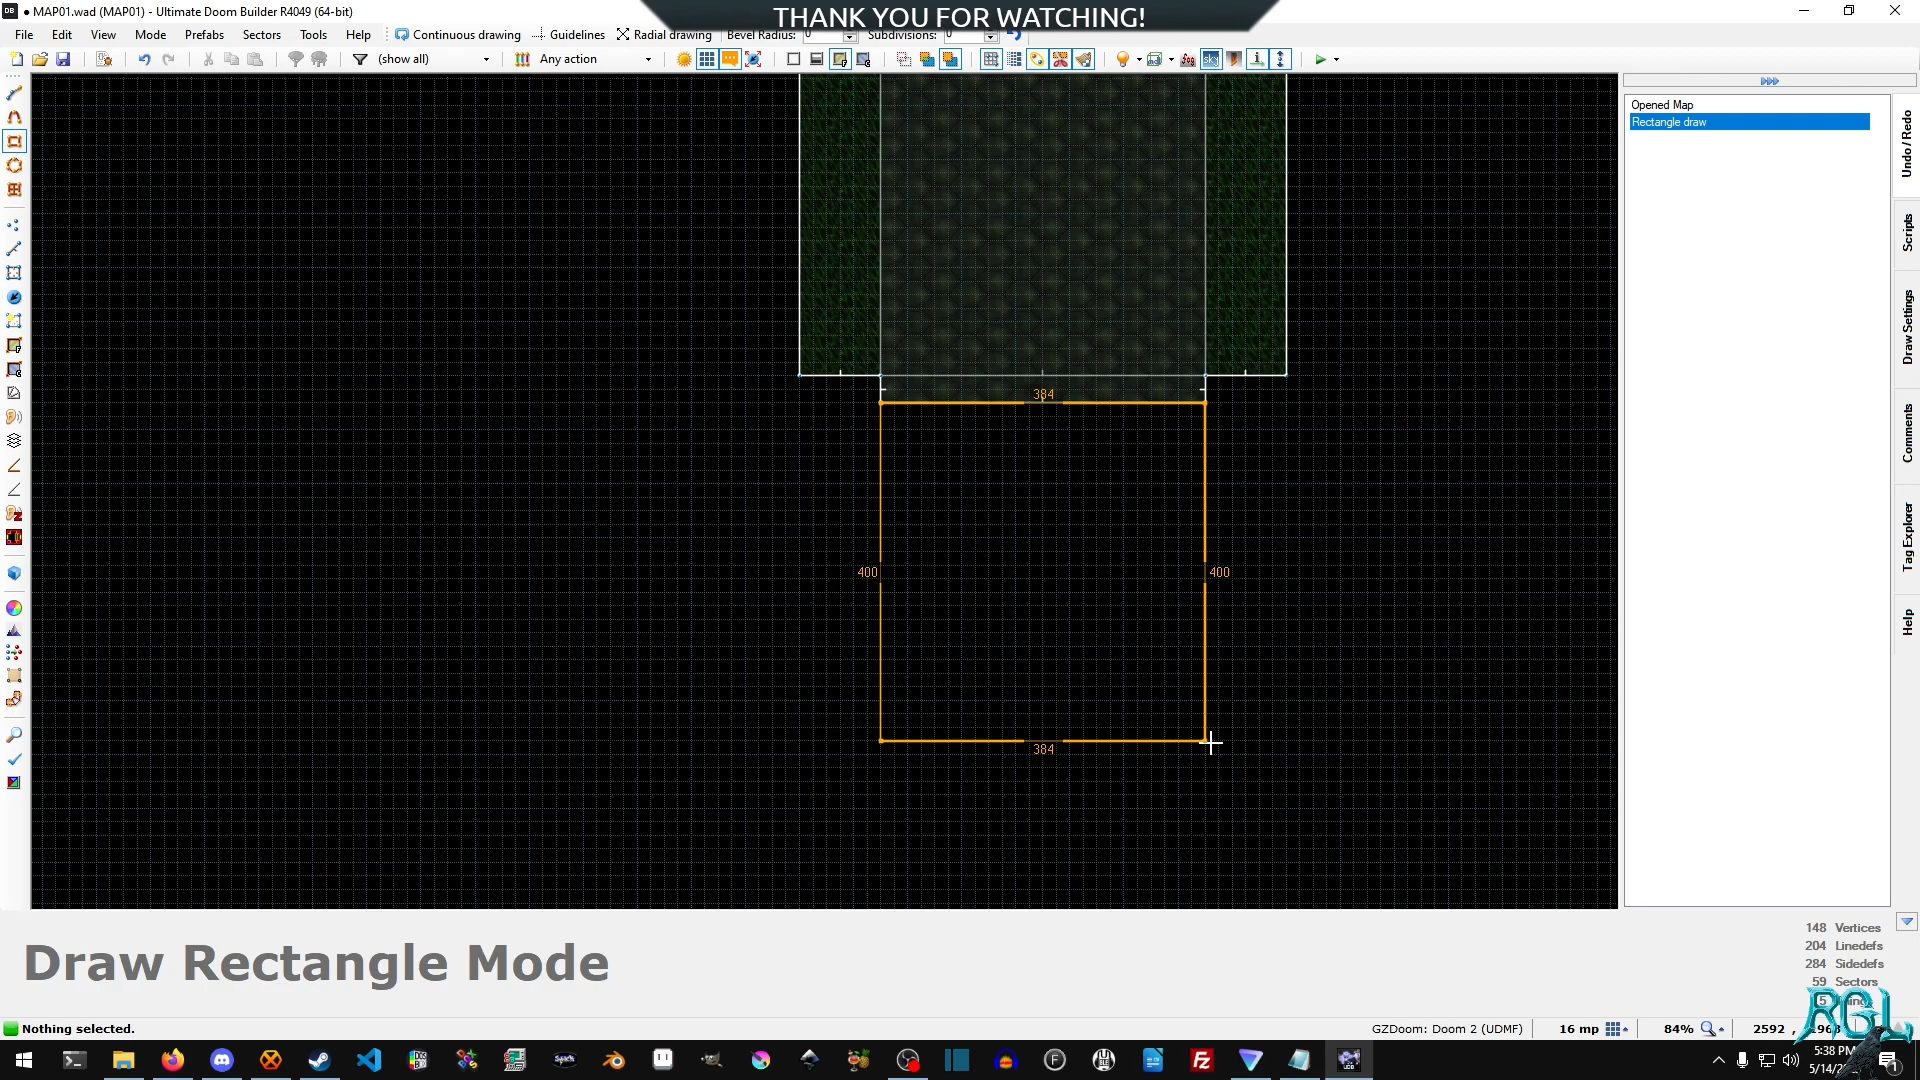 MAP01.wad (MAP01) - Ultimate Doom Builder R4049 (64-bit)
THANK YOU FOR WATCHING!
File Edit View Mode Prefabs Sectors Tools Help Continuous drawing Guidelines Radial drawing Bevel Radius: 0 Subdivisions: 0
(show all) Any action
Opened Map
Rectangle draw
Undo / Redo
Scripts
Draw Settings
Comments
Tag Explorer
Help
384
400
400
384
Draw Rectangle Mode
148 Vertices
204 Linedefs
284 Sidedefs
59 Sectors
RGL
Nothing selected.
GZDoom: Doom 2 (UDMF) 16 mp 84% 2592 ,
5:38 PM